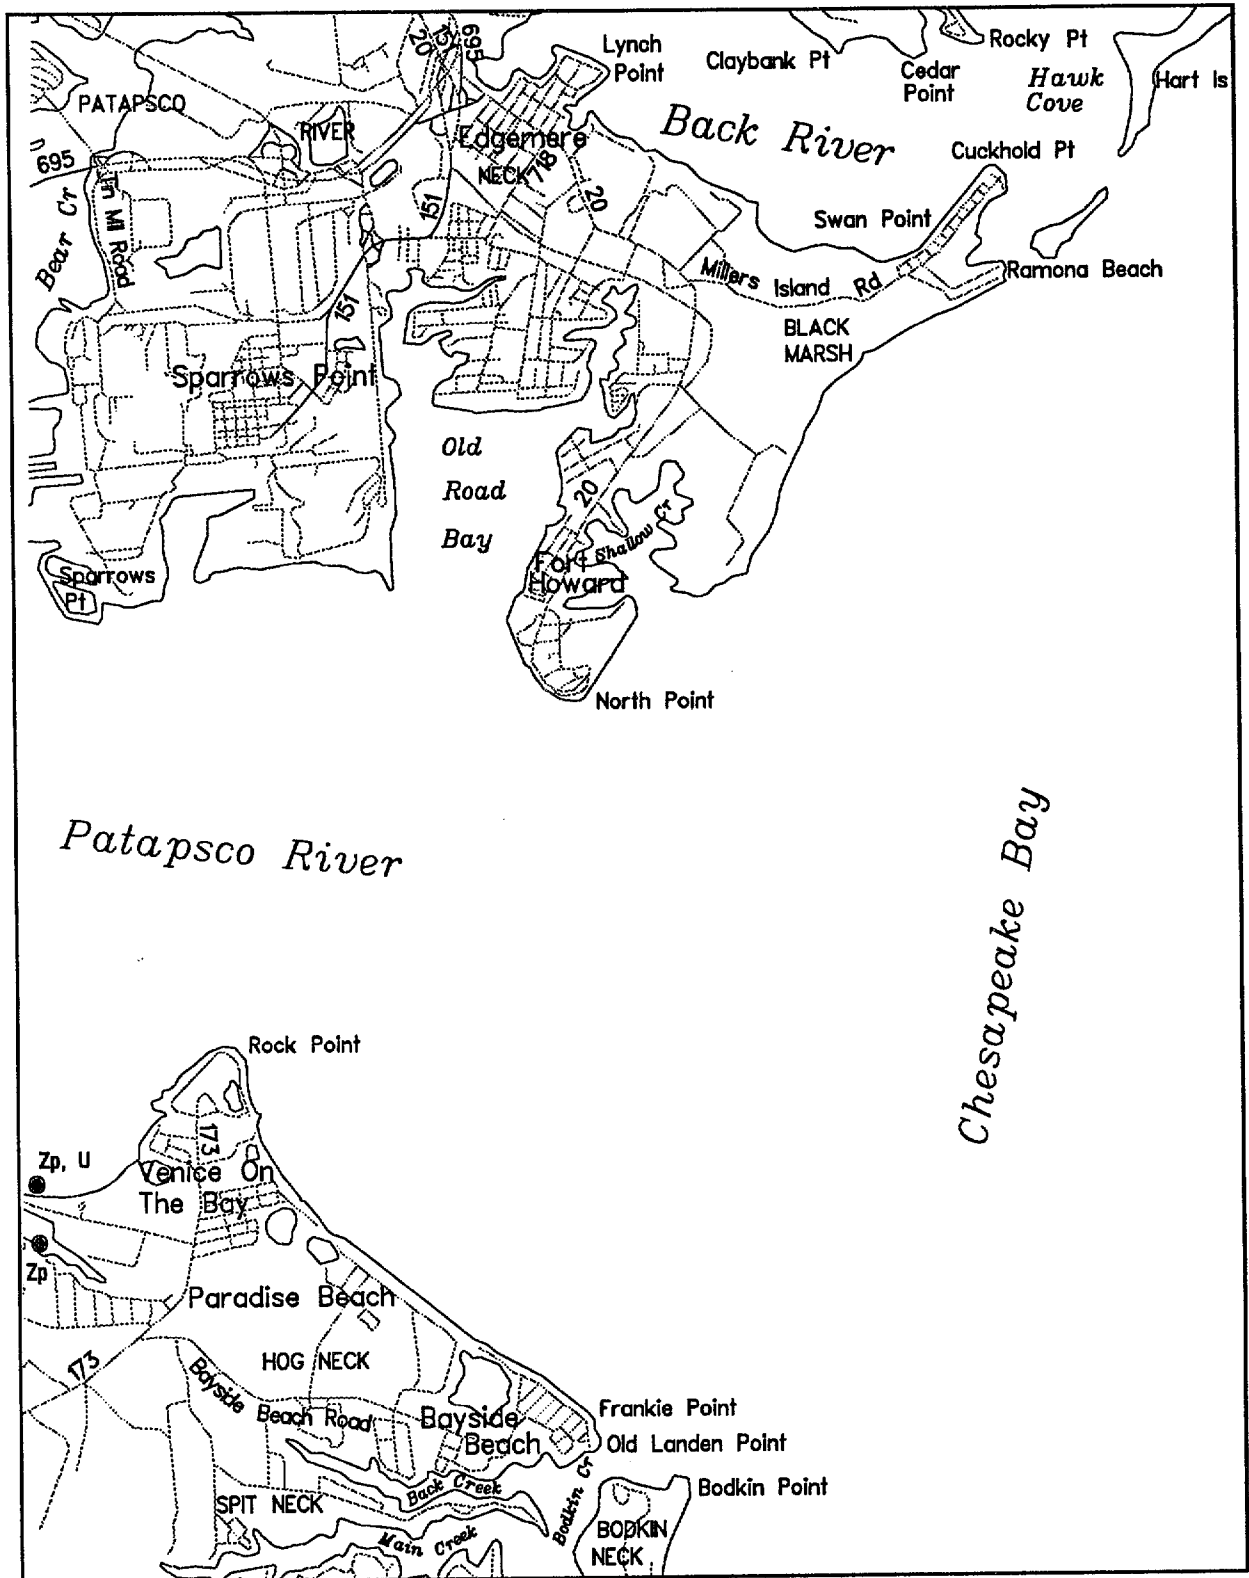 20
151
695
Lynch
Point
Claybank Pt
Cedar
Point
Rocky Pt
Hawk
Cove
Hart Is
PATAPSCO
RIVER
Edgemere
NECK
718
Back River
Cuckhold Pt
695
Bear Cr
Tin Ml Road
151
20
Swan Point
Millers Island Rd
Ramona Beach
BLACK
MARSH
151
Sparrows Point
Old
Road
Bay
20
Shallow Cr
Fort
Howard
Sparrows
Pt
North Point
Patapsco River
Chesapeake Bay
Rock Point
173
Zp, U
Venice On
The Bay
Zp
Paradise Beach
173
HOG NECK
Bayside Beach Road
Bayside
Beach
Frankie Point
Old Landen Point
Bodkin Cr
Bodkin Point
Back Creek
SPIT NECK
Main Creek
BODKIN
NECK